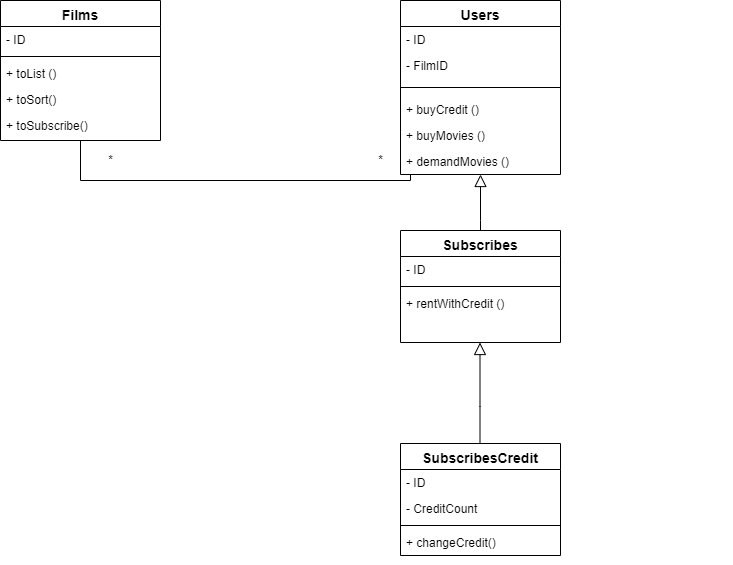 Films
- ID
+ toList ()
+ toSort()
+ toSubscribe()
*
*
Users
- ID
- FilmID
+ buyCredit ()
+ buyMovies ()
+ demandMovies ()
Subscribes
- ID
+ rentWithCredit ()
SubscribesCredit
- ID
- CreditCount
+ changeCredit()